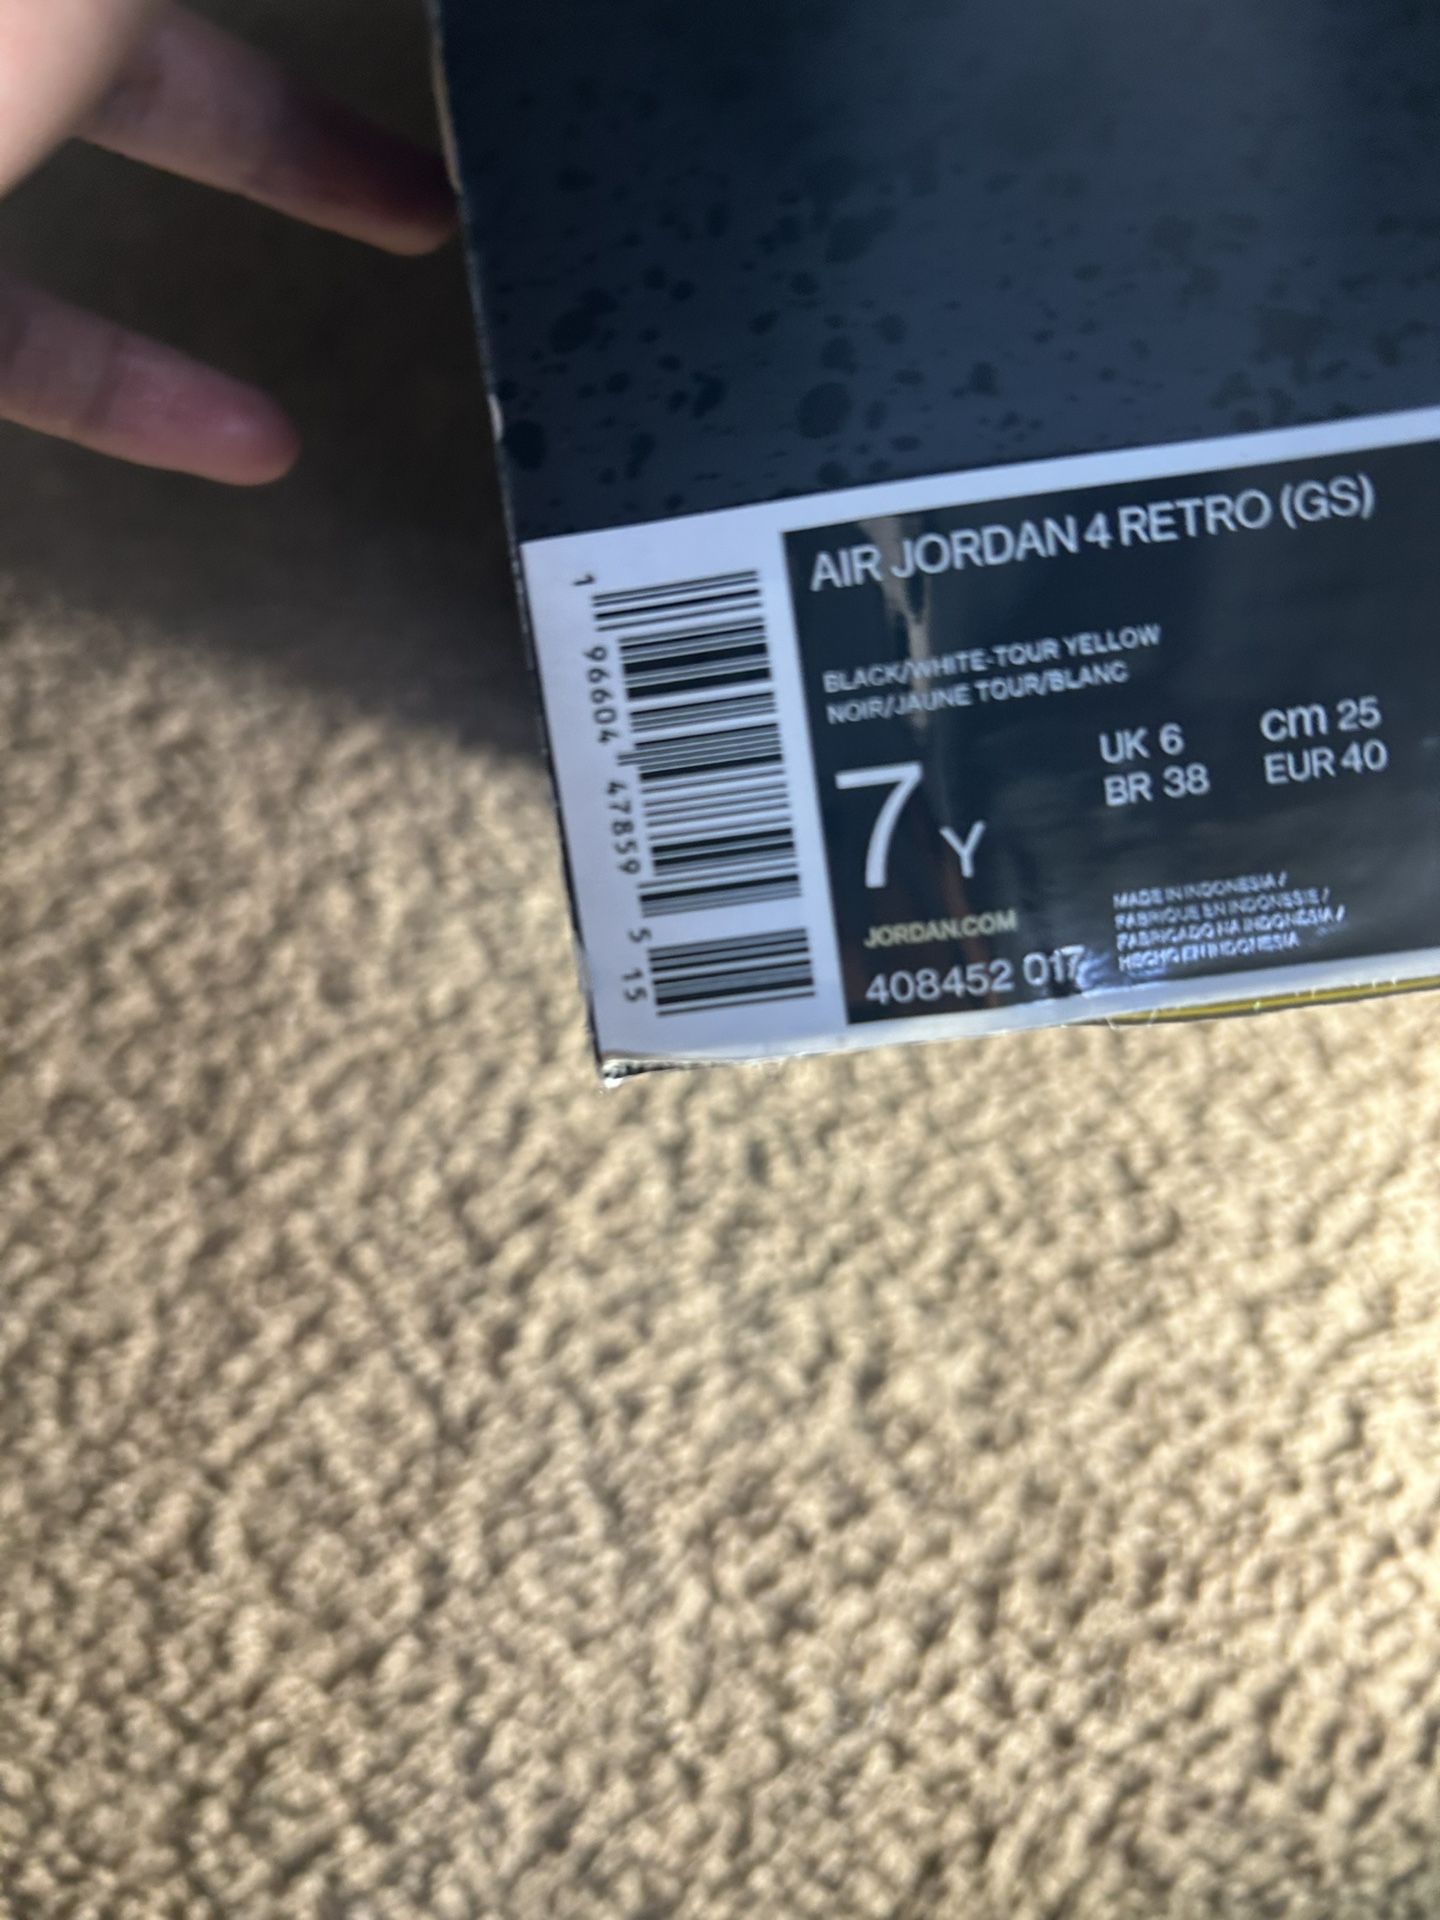 AIR JORDAN 4 RETRO (GS)
BLACK/WHITE-TOUR YELLOW
NOIR/JAUNE TOUR/BLANC
7 Y
UK 6
BR 38
cm 25
EUR 40
JORDAN.COM
408452 017
MADE IN INDONESIA /
FABRIQUE EN INDONESIE /
FABRICADO NA INDONÉSIA /
HECHO EN INDONESIA
1 96604 47859 5 15